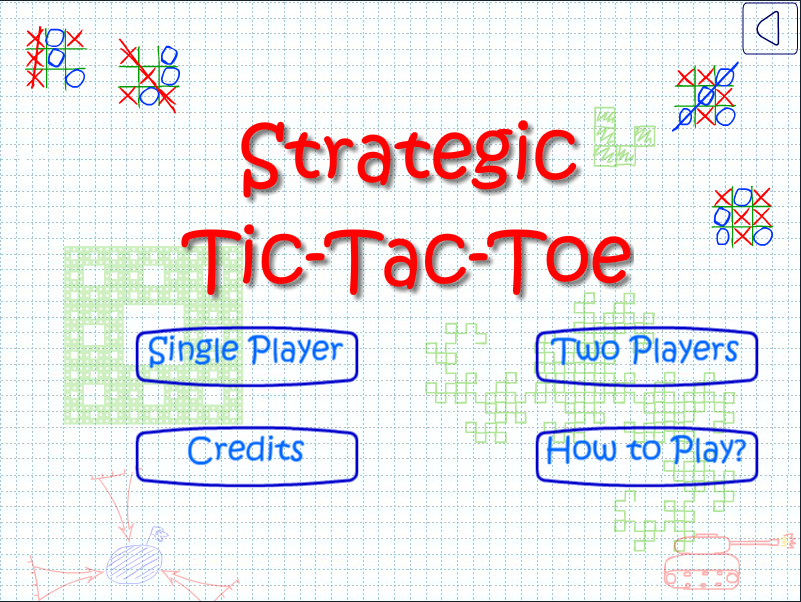 Strategic
Tic-Tac-Toe
Single Player
Two Players
Credits
How to Play?